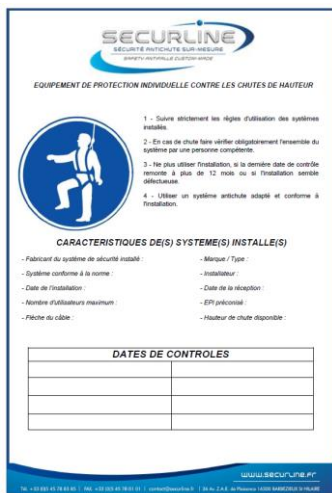 SECURLINE
SÉCURITÉ ANTICHUTE SUR-MESURE
SAFETY ANTIFALLE CUSTOM-MADE
EQUIPEMENT DE PROTECTION INDIVIDUELLE CONTRE LES CHUTES DE HAUTEUR
1 - Suivre strictement les règles d'utilisation des systèmes
installés.
2 - En cas de chute faire vérifier obligatoirement l'ensemble du
système par une personne compétente.
3 - Ne plus utiliser l'installation, si la dernière date de contrôle
remonte à plus de 12 mois ou si l'installation semble
défectueuse.
4 - Utiliser un système antichute adapté et conforme à
l'installation.
CARACTERISTIQUES DE(S) SYSTEME(S) INSTALLE(S)
- Fabricant du système de sécurité installé :
- Marque / Type :
- Système conforme à la norme :
- Installateur :
- Date de l'installation :
- Date de la réception :
- Nombre d'utilisateurs maximum :
- EPI préconisé :
- Flèche du câble :
- Hauteur de chute disponible :
DATES DE CONTROLES
www.securline.fr